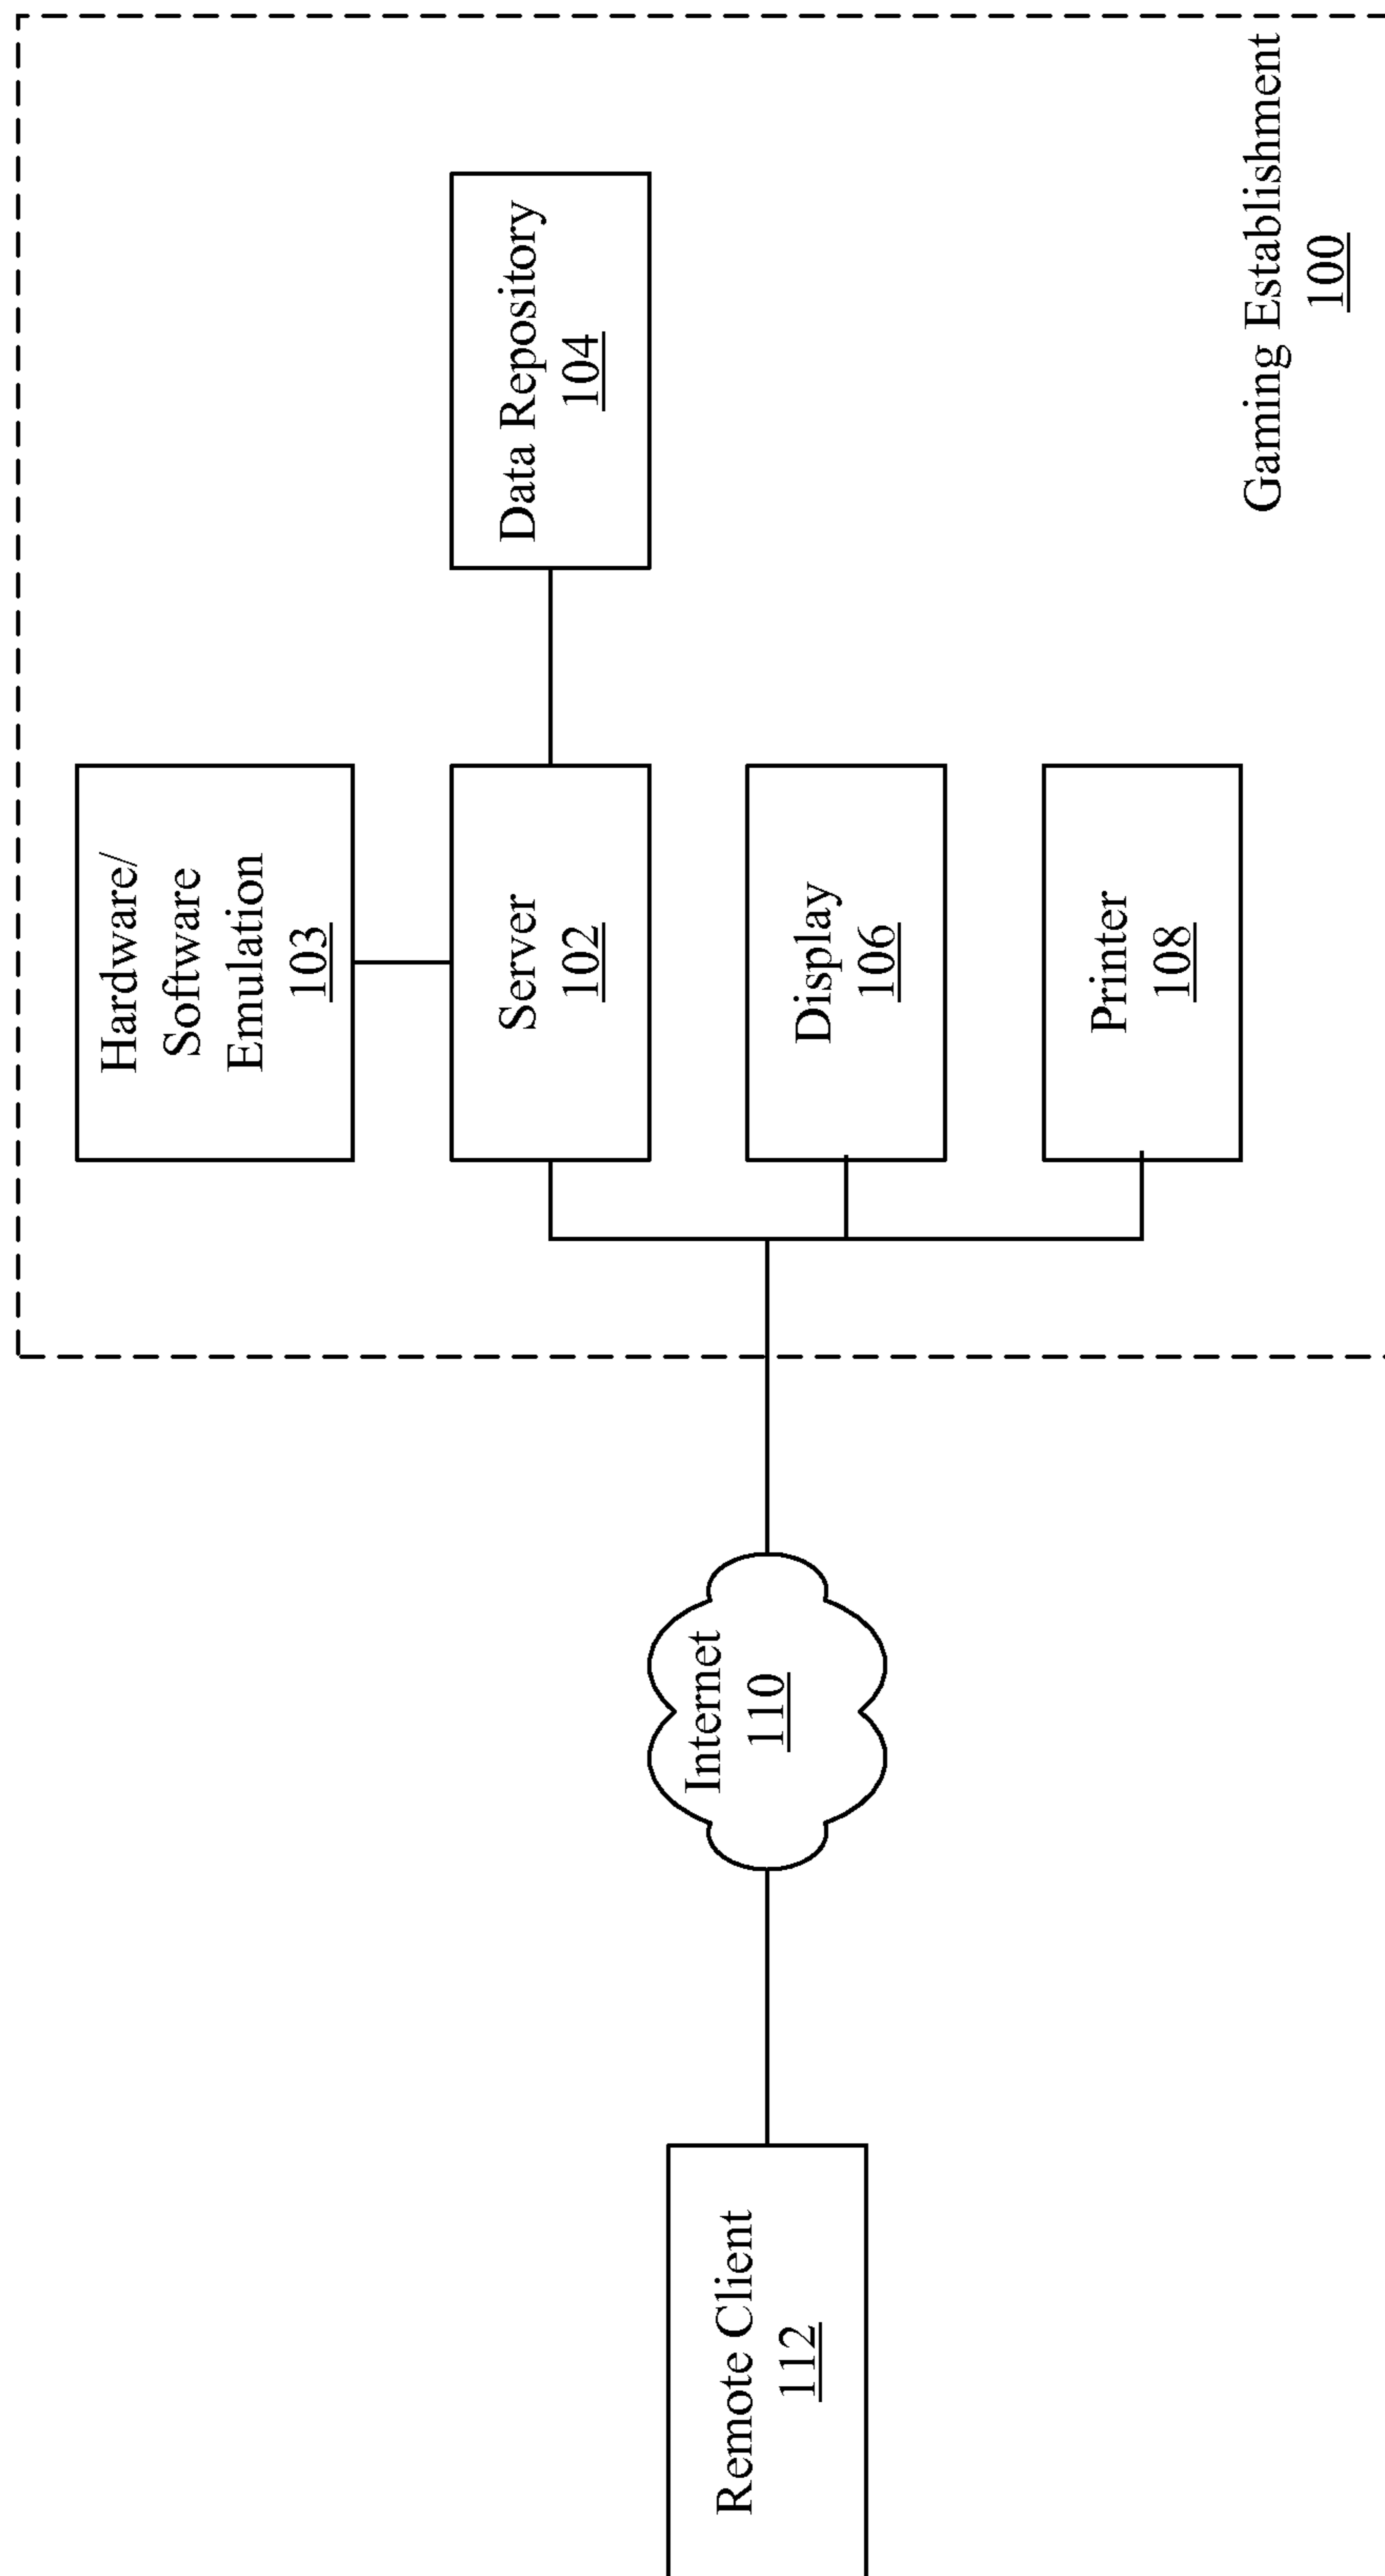 Hardware/
Software
Emulation
103
Server
102
Data Repository
104
Display
106
Printer
108
Internet
110
Remote Client
112
Gaming Establishment
100